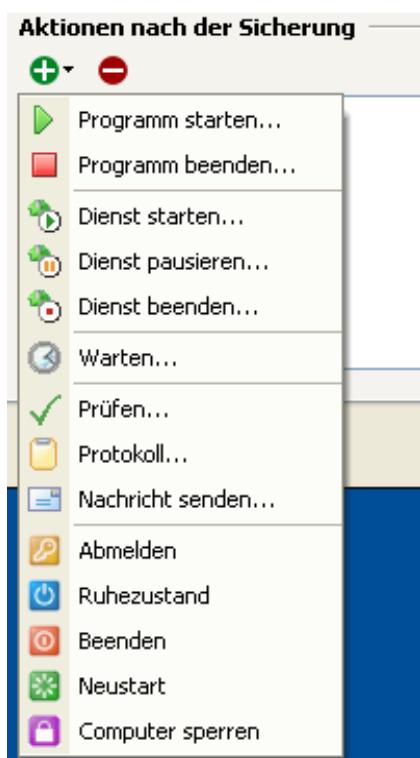 Aktionen nach der Sicherung
Programm starten...
Programm beenden...
Dienst starten...
Dienst pausieren...
Dienst beenden...
Warten...
Prüfen...
Protokoll...
Nachricht senden...
Abmelden
Ruhezustand
Beenden
Neustart
Computer sperren